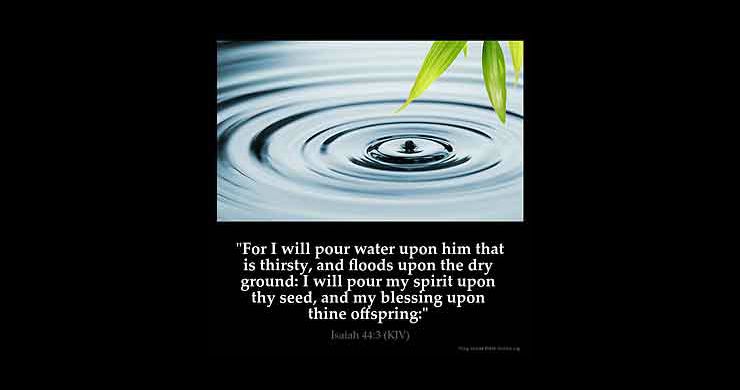 "For I will pour water upon him that
is thirsty, and floods upon the dry
ground: I will pour my spirit upon
thy seed, and my blessing upon
thine offspring:"
Isaiah 44:3 (KJV)